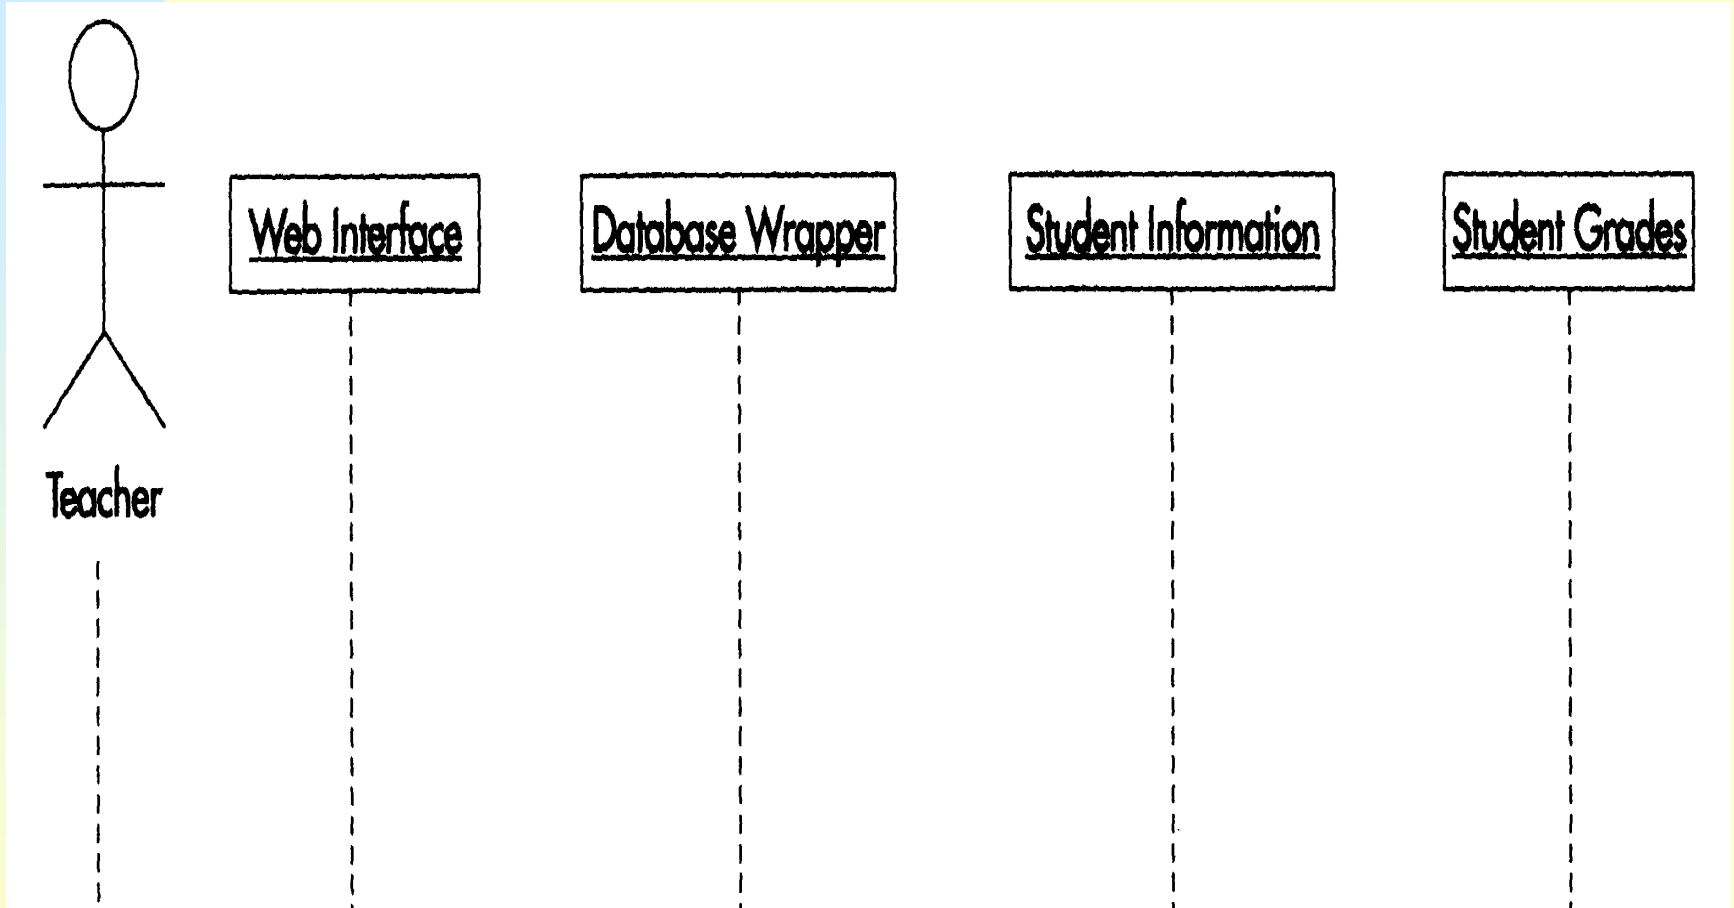 Web Interface
Database Wrapper
Student Information
Student Grades
Teacher